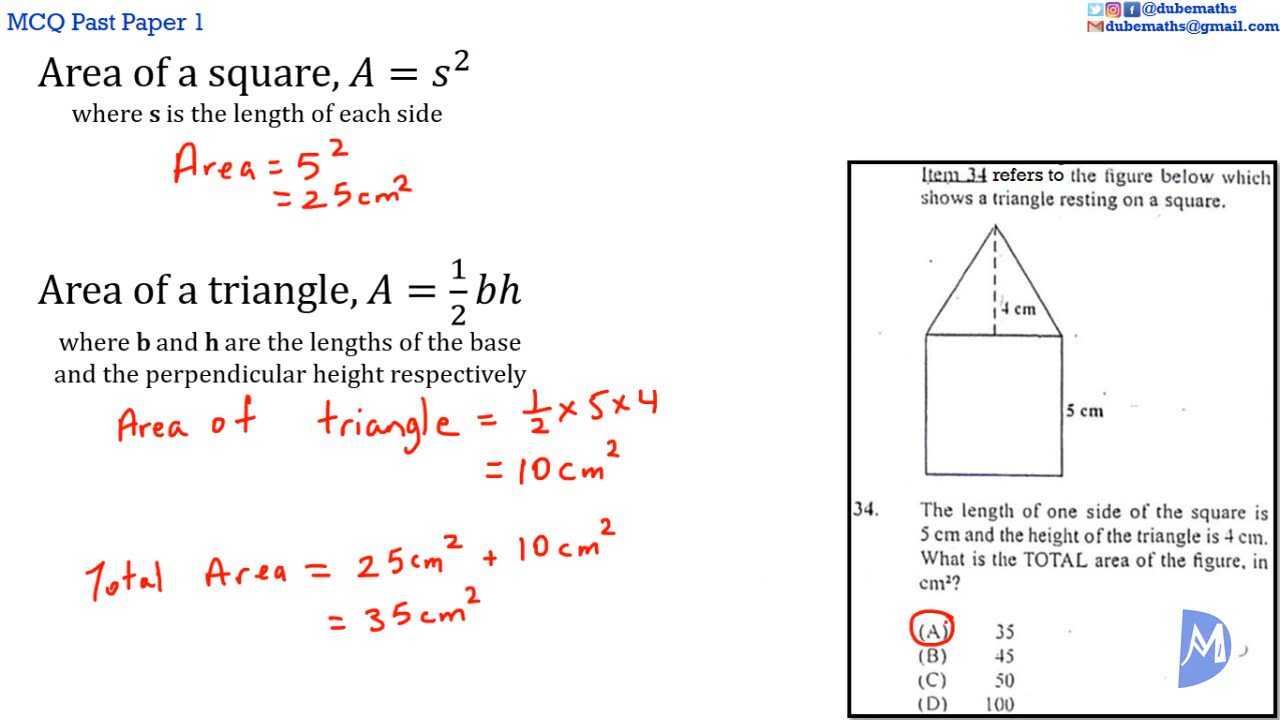 MCQ Past Paper 1
@dubemaths
dubemaths@gmail.com
Area of a square, A = s²
where s is the length of each side
Area = 5²
= 25cm²
Area of a triangle, A = 1/2 bh
where b and h are the lengths of the base
and the perpendicular height respectively
Area of triangle = 1/2 × 5 × 4
= 10cm²
Total Area = 25cm² + 10cm²
= 35cm²
Item 34 refers to the figure below which
shows a triangle resting on a square.
4 cm
5 cm
34. The length of one side of the square is
5 cm and the height of the triangle is 4 cm.
What is the TOTAL area of the figure, in
cm²?
(A) 35
(B) 45
(C) 50
(D) 100
M